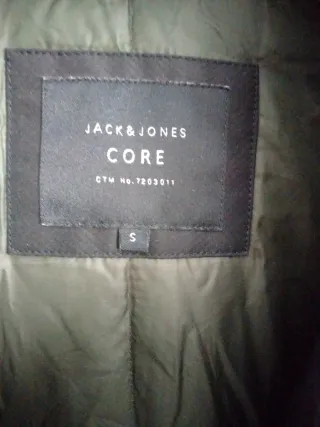 JACK&JONES
CORE
CTM No.7203011
S